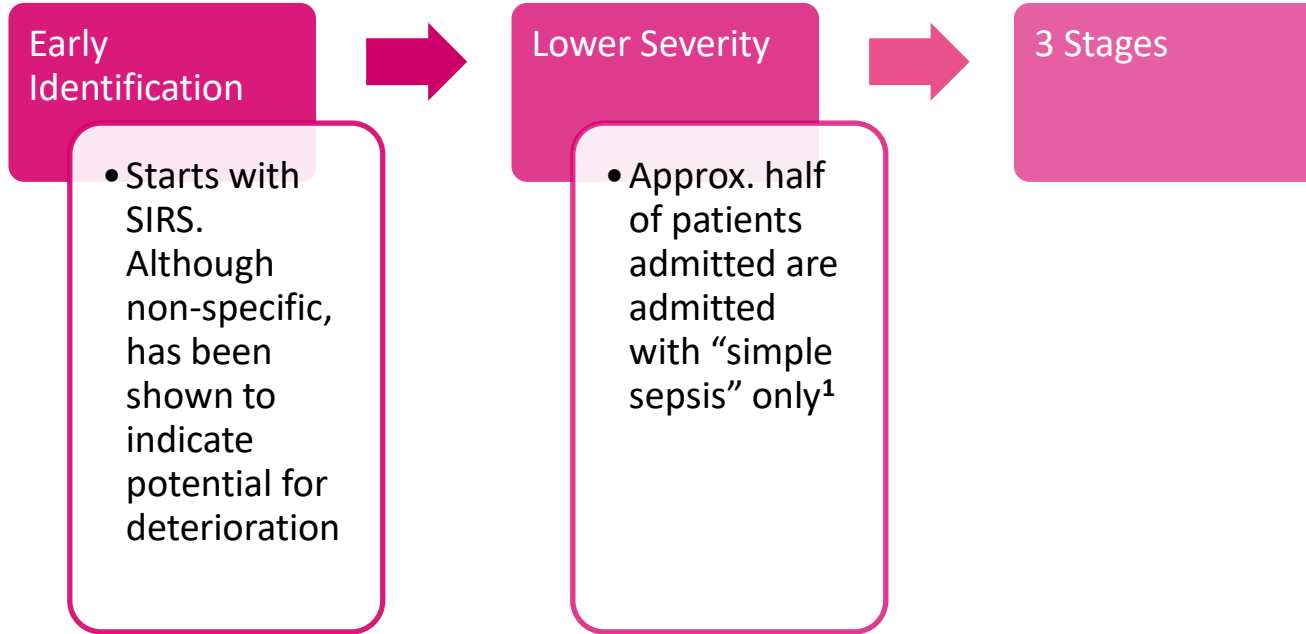 Early
Identification
• Starts with
SIRS.
Although
non-specific,
has been
shown to
indicate
potential for
deterioration
Lower Severity
• Approx. half
of patients
admitted are
admitted
with “simple
sepsis” only¹
3 Stages